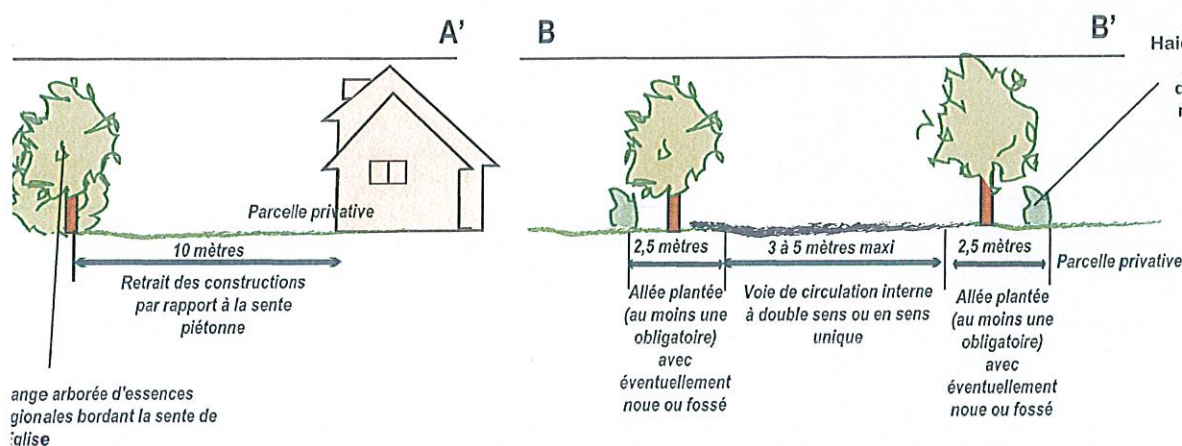 A'
B
B'
Parcelle privative
10 mètres
Retrait des constructions
par rapport à la sente
piétonne
ange arborée d'essences
gionales bordant la sente de
glise
2,5 mètres
3 à 5 mètres maxi
2,5 mètres
Parcelle privative
Allée plantée
(au moins une
obligatoire)
avec
éventuellement
noue ou fossé
Voie de circulation interne
à double sens ou en sens
unique
Allée plantée
(au moins une
obligatoire)
avec
éventuellement
noue ou fossé
Hai